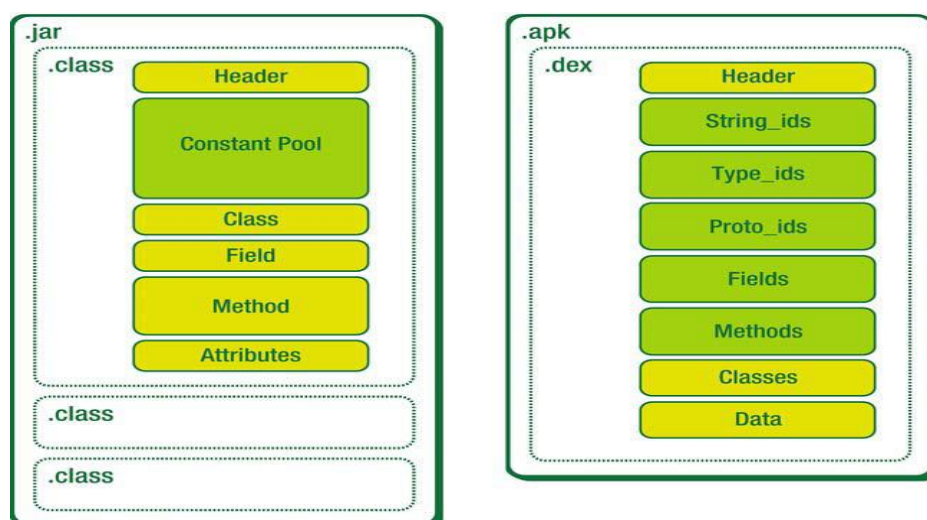 .jar
.class
Header
Constant Pool
Class
Field
Method
Attributes
.class
.class
.apk
.dex
Header
String_ids
Type_ids
Proto_ids
Fields
Methods
Classes
Data